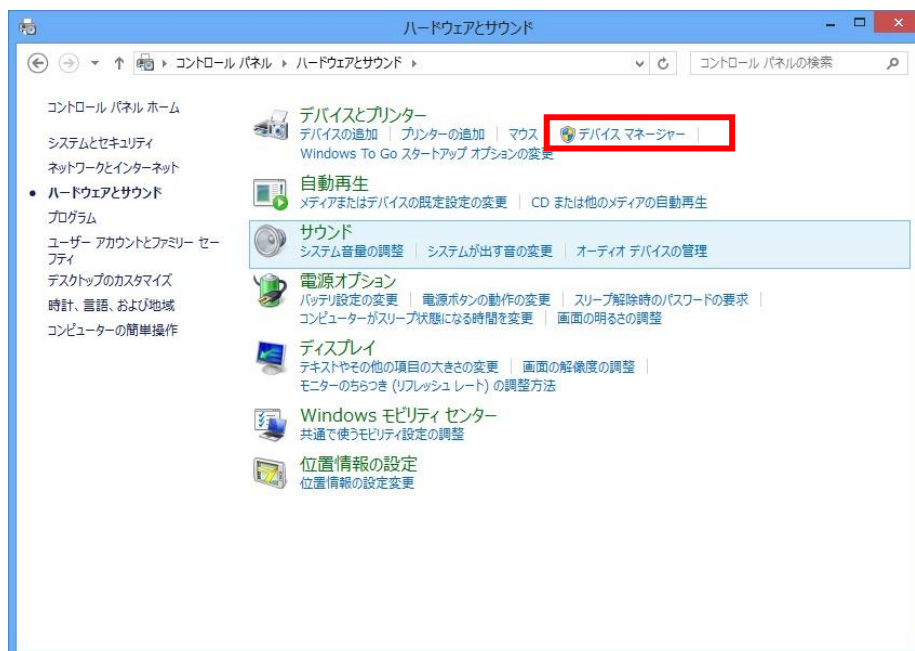 ハードウェアとサウンド
コントロール パネル ハードウェアとサウンド
コントロール パネルの検索
コントロール パネル ホーム
システムとセキュリティ
ネットワークとインターネット
ハードウェアとサウンド
プログラム
ユーザー アカウントとファミリー セー
フティ
デスクトップのカスタマイズ
時計、言語、および地域
コンピューターの簡単操作
デバイスとプリンター
デバイスの追加 | プリンターの追加 | マウス | デバイス マネージャー |
Windows To Go スタートアップ オプションの変更
自動再生
メディアまたはデバイスの既定設定の変更 | CD または他のメディアの自動再生
サウンド
システム音量の調整 | システムが出す音の変更 | オーディオ デバイスの管理
電源オプション
バッテリ設定の変更 | 電源ボタンの動作の変更 | スリープ解除時のパスワードの要求 |
コンピューターがスリープ状態になる時間を変更 | 画面の明るさの調整
ディスプレイ
テキストやその他の項目の大きさの変更 | 画面の解像度の調整 |
モニターのちらつき (リフレッシュ レート) の調整方法
Windows モビリティ センター
共通で使うモビリティ設定の調整
位置情報の設定
位置情報の設定変更